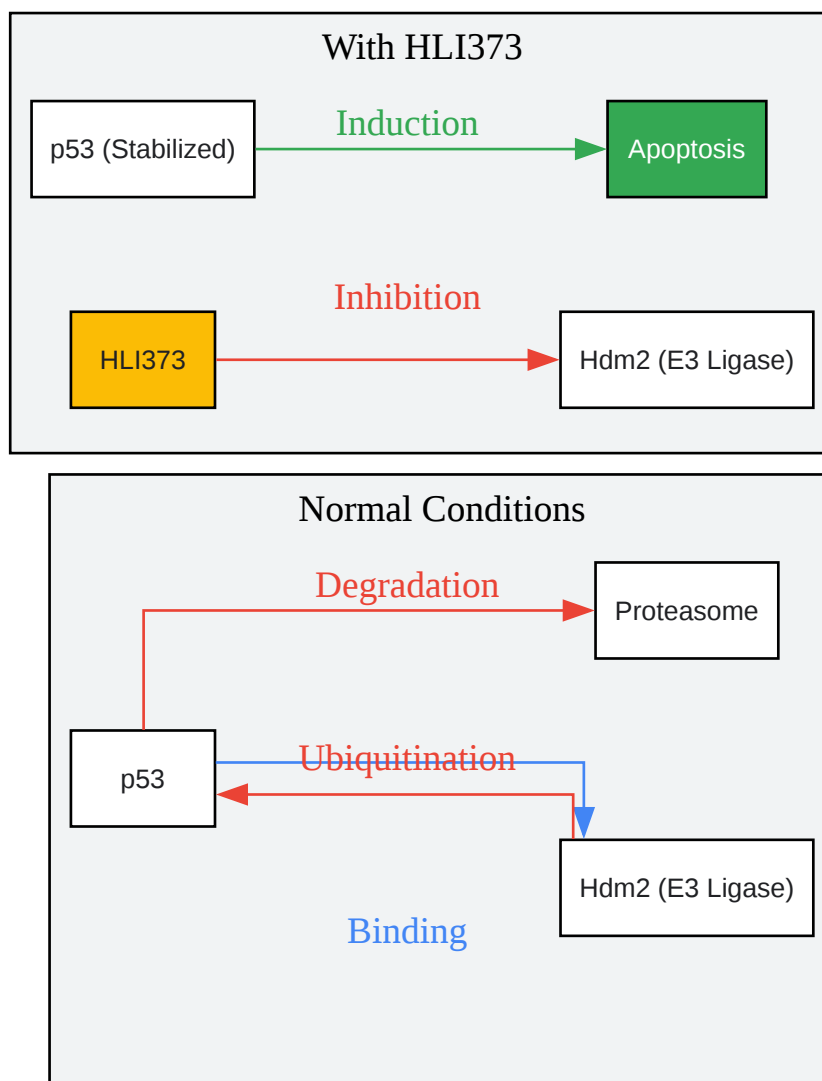 With HLI373
Induction
p53 (Stabilized)
Apoptosis
Inhibition
HLI373
Hdm2 (E3 Ligase)
Normal Conditions
Degradation
Proteasome
Ubiquitination
p53
Hdm2 (E3 Ligase)
Binding